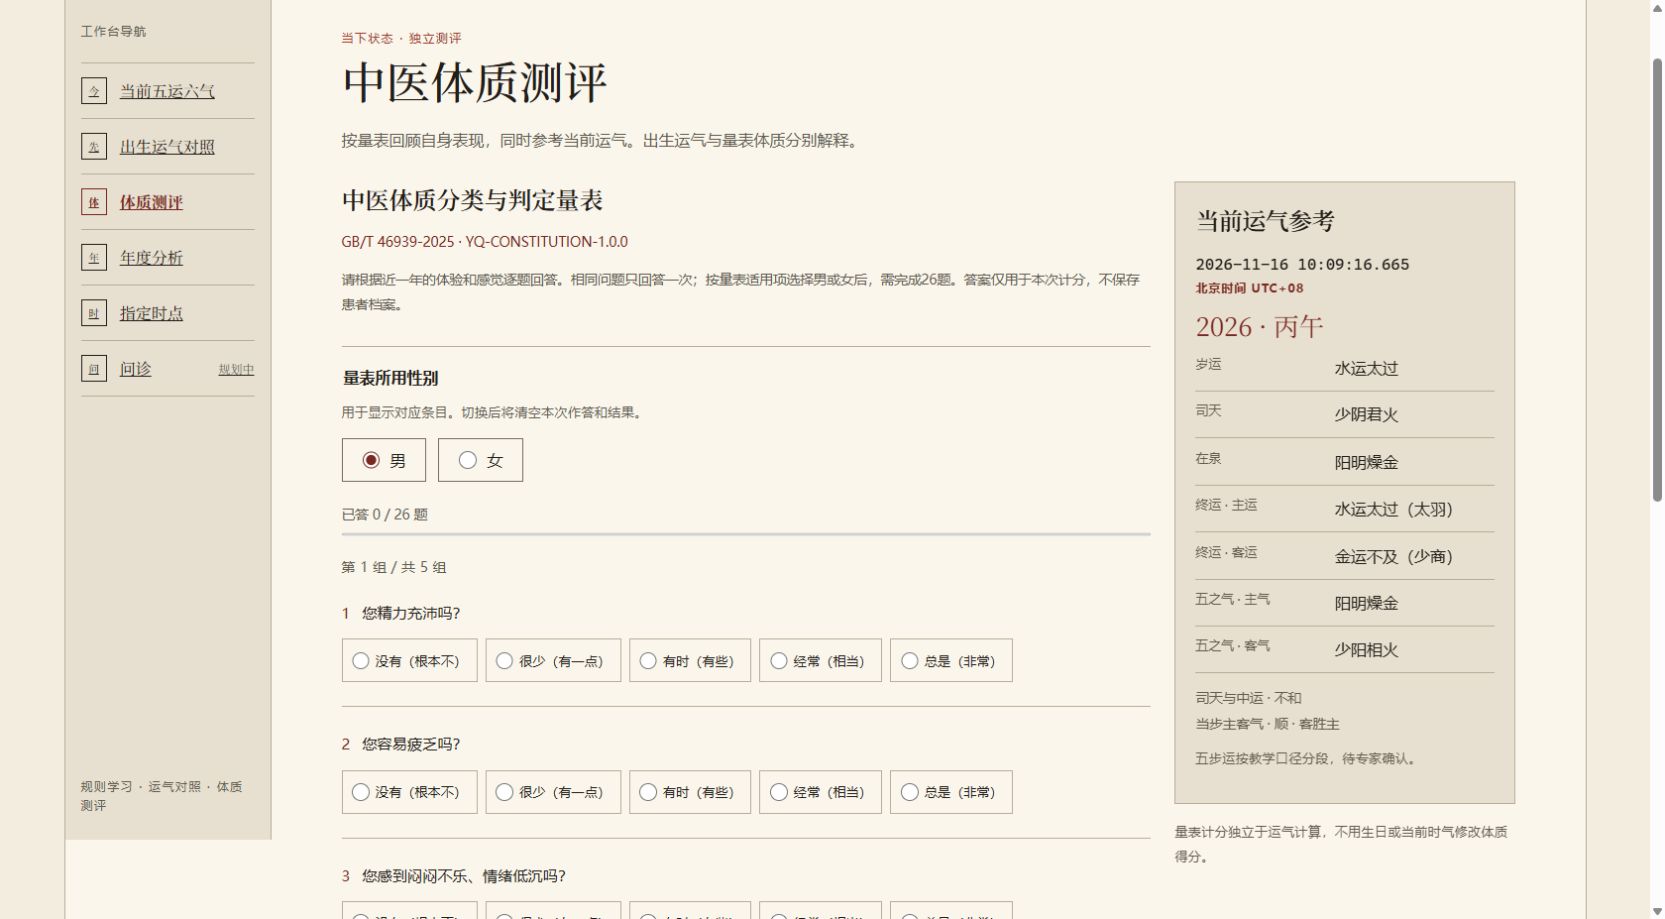 工作台导航
今 当前五运六气
先 出生运气对照
体 体质测评
年 年度分析
时 指定时点
问 问诊 规划中
规则学习 · 运气对照 · 体质
测评
当下状态 · 独立测评
中医体质测评
按量表回顾自身表现，同时参考当前运气。出生运气与量表体质分别解释。
中医体质分类与判定量表
GB/T 46939-2025 · YQ-CONSTITUTION-1.0.0
请根据近一年的体验和感觉逐题回答。相同问题只回答一次；按量表适用项选择男或女后，需完成26题。答案仅用于本次计分，不保存
患者档案。
量表所用性别
用于显示对应条目。切换后将清空本次作答和结果。
男 女
已答 0 / 26 题
第 1 组 / 共 5 组
1 您精力充沛吗?
没有（根本不） 很少（有一点） 有时（有些） 经常（相当） 总是（非常）
2 您容易疲乏吗?
没有（根本不） 很少（有一点） 有时（有些） 经常（相当） 总是（非常）
3 您感到闷闷不乐、情绪低沉吗?
当前运气参考
2026-11-16 10:09:16.665
北京时间 UTC+08
2026 · 丙午
岁运 水运太过
司天 少阴君火
在泉 阳明燥金
终运 · 主运 水运太过（太羽）
终运 · 客运 金运不及（少商）
五之气 · 主气 阳明燥金
五之气 · 客气 少阳相火
司天与中运 · 不和
当步主客气 · 顺 · 客胜主
五步运按教学口径分段，待专家确认。
量表计分独立于运气计算，不用生日或当前时气修改体质
得分。